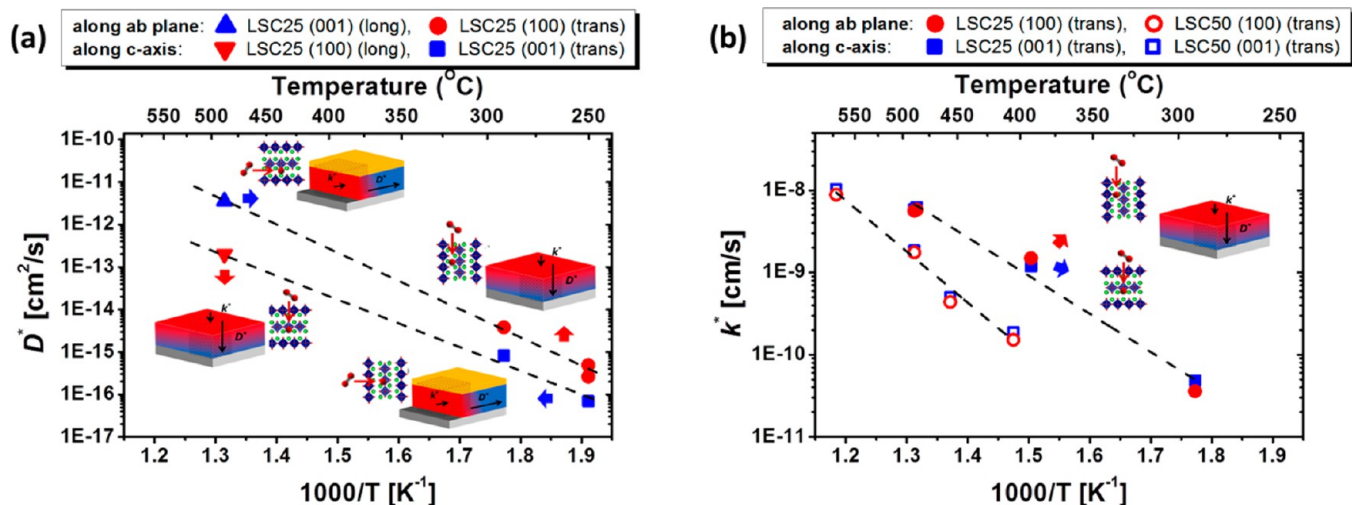 (a)
along ab plane: LSC25 (001) (long), LSC25 (100) (trans)
along c-axis: LSC25 (100) (long), LSC25 (001) (trans)
Temperature (°C)
550 500 450 400 350 300 250
D* [cm²/s]
1E-10
1E-11
1E-12
1E-13
1E-14
1E-15
1E-16
1E-17
k* D*
k*
D*
k*
D*
k* D*
1.2 1.3 1.4 1.5 1.6 1.7 1.8 1.9
1000/T [K⁻¹]
(b)
along ab plane: LSC25 (100) (trans), LSC50 (100) (trans)
along c-axis: LSC25 (001) (trans), LSC50 (001) (trans)
Temperature (°C)
550 500 450 400 350 300 250
k* [cm/s]
1E-8
1E-9
1E-10
1E-11
k*
D*
1.2 1.3 1.4 1.5 1.6 1.7 1.8 1.9
1000/T [K⁻¹]